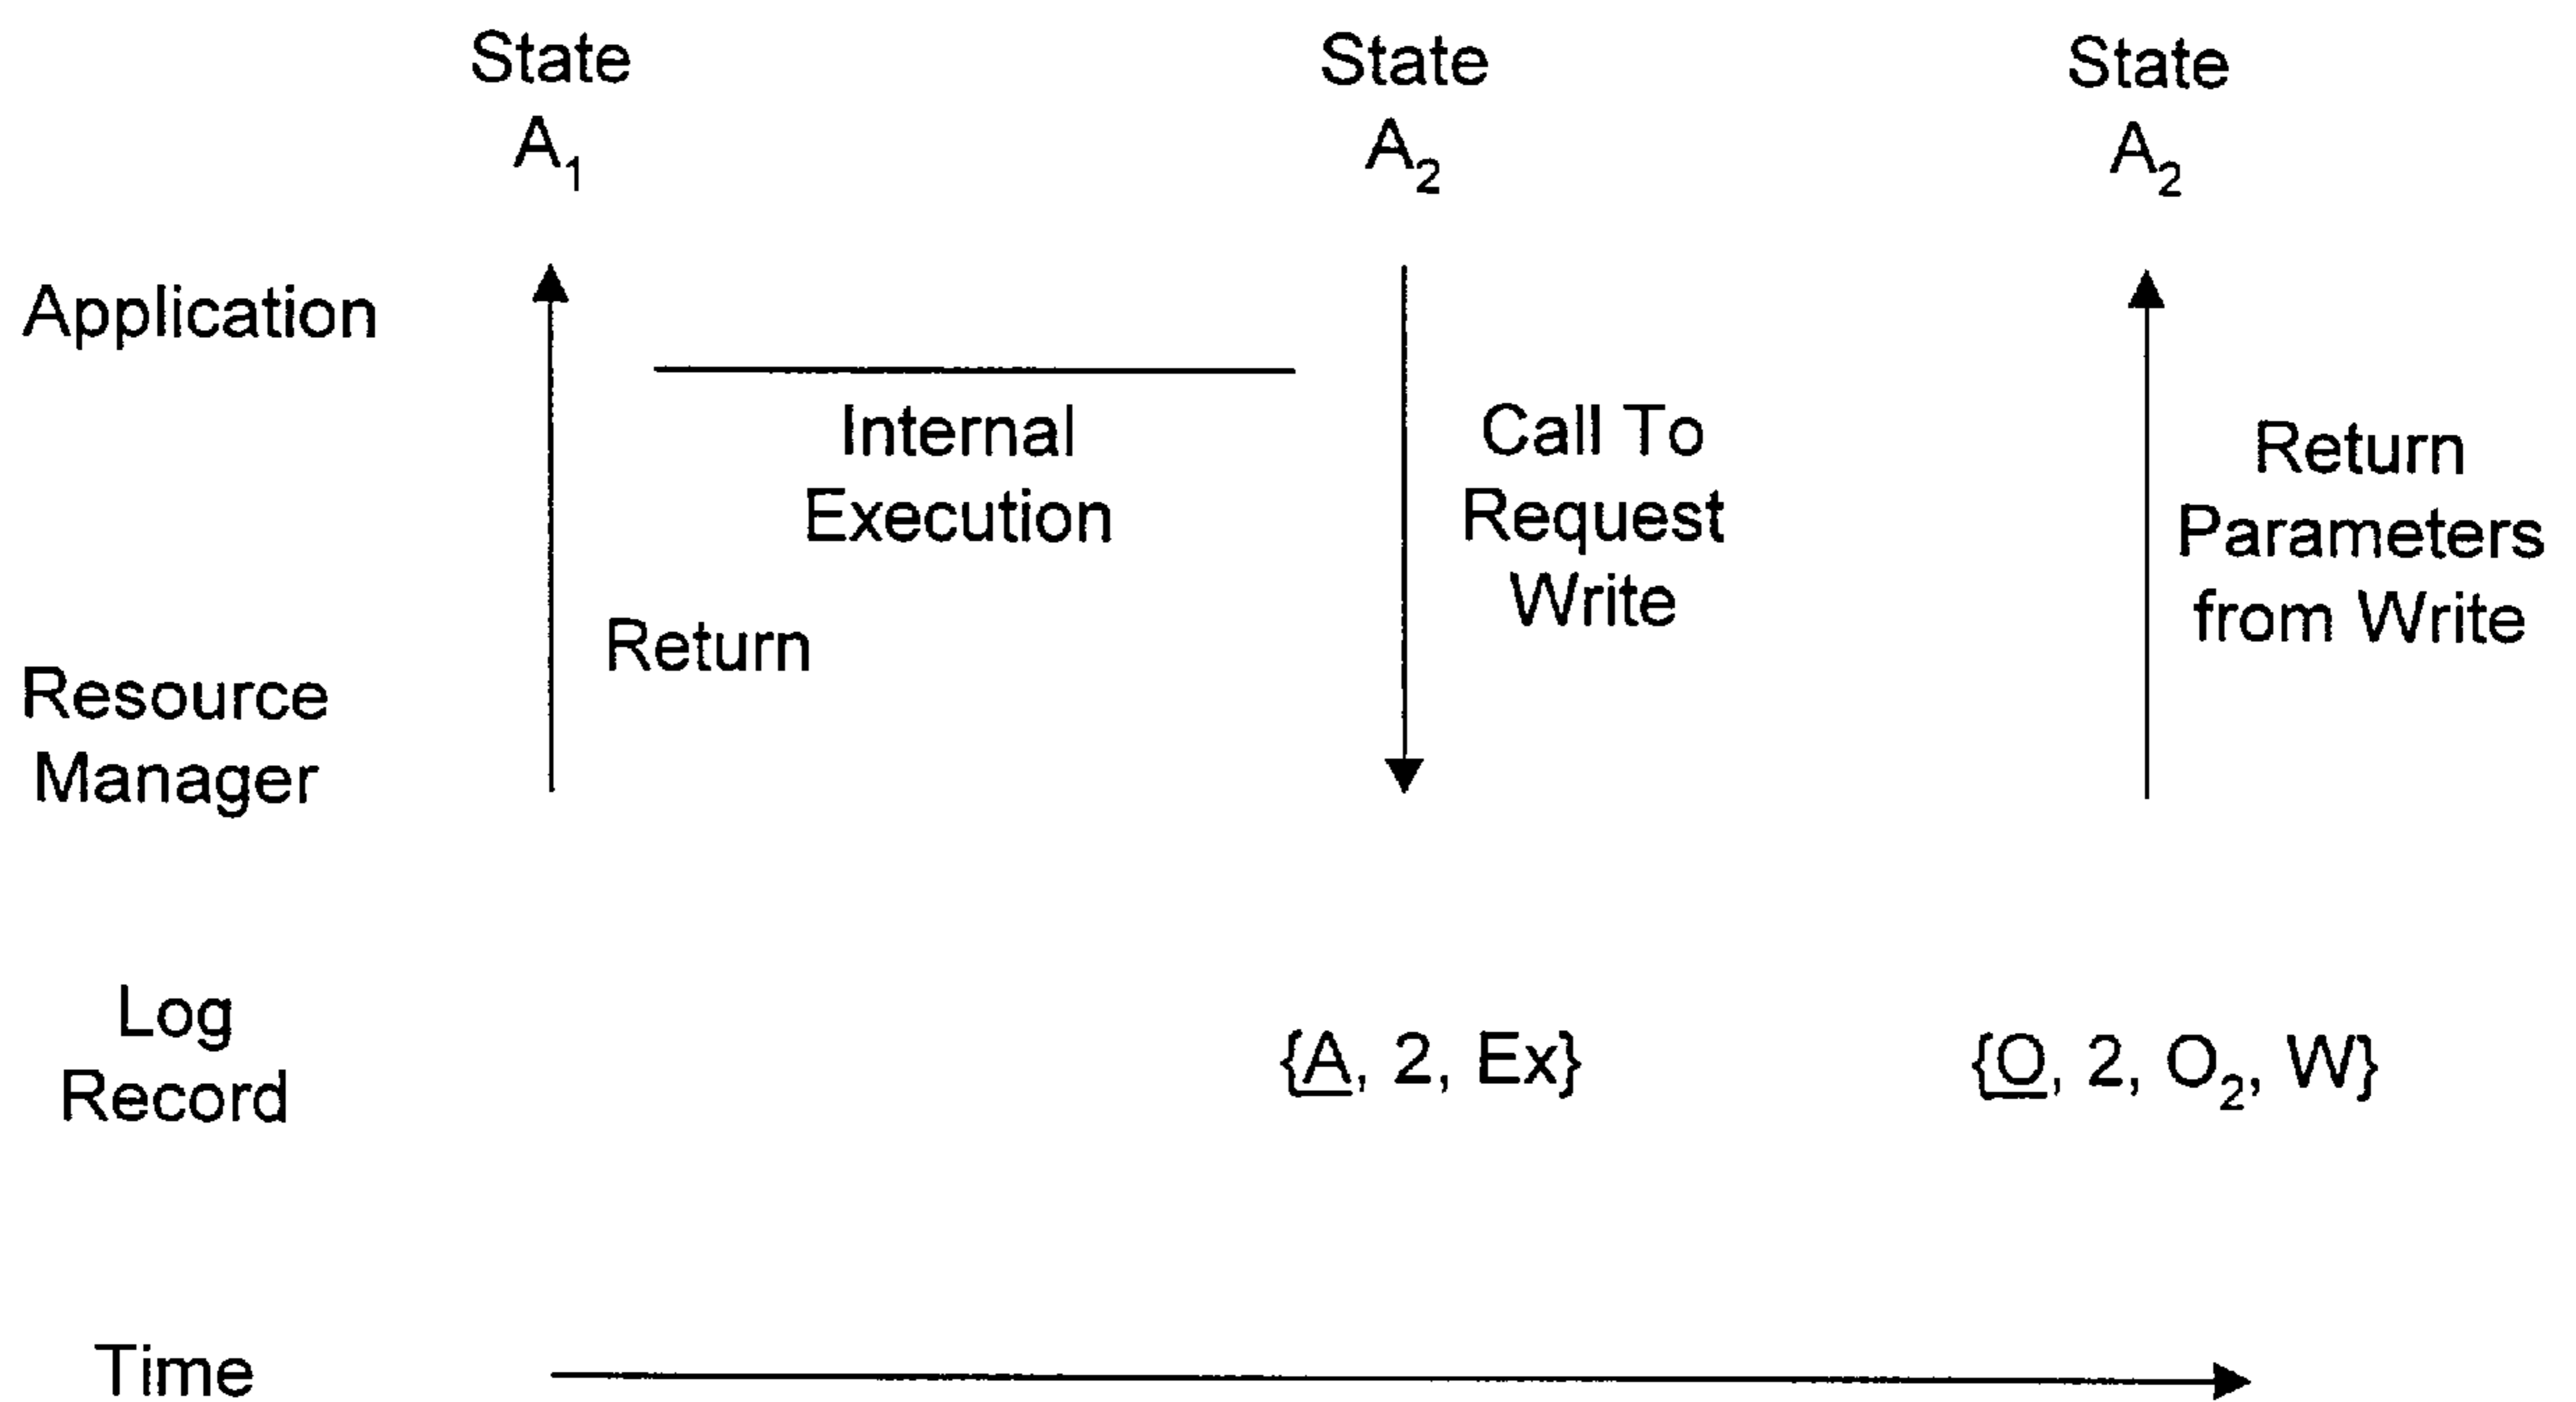 State
A₁
State
A₂
State
A₂
Application
Internal
Execution
Call To
Request
Write
Return
Parameters
from Write
Return
Resource
Manager
Log
Record
{A, 2, Ex}
{O, 2, O₂, W}
Time